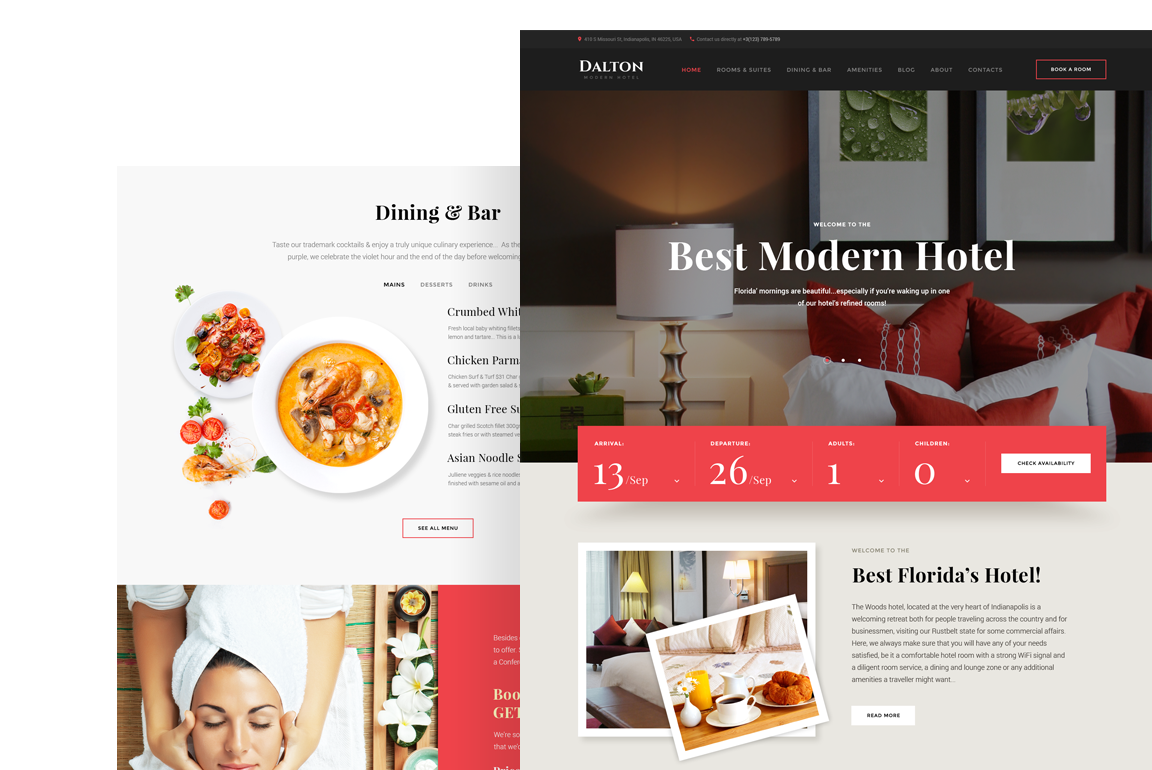 410 S Missouri St, Indianapolis, IN 46225, USA
Contact us directly at +3(123) 789-5789
DALTON
MODERN HOTEL
HOME
ROOMS & SUITES
DINING & BAR
AMENITIES
BLOG
ABOUT
CONTACTS
BOOK A ROOM
WELCOME TO THE
Best Modern Hotel
Florida' mornings are beautiful...especially if you're waking up in one
of our hotel's refined rooms!
ARRIVAL:
13/Sep
DEPARTURE:
26/Sep
ADULTS:
1
CHILDREN:
0
CHECK AVAILABILITY
WELCOME TO THE
Best Florida's Hotel!
The Woods hotel, located at the very heart of Indianapolis is a
welcoming retreat both for people traveling across the country and for
businessmen, visiting our Rustbelt state for some commercial affairs.
Here, we always make sure that you will have any of your needs
satisfied, be it a comfortable hotel room with a strong WiFi signal and
a diligent room service, a dining and lounge zone or any additional
amenities a traveller might want...
READ MORE
Dining & Bar
Taste our trademark cocktails & enjoy a truly unique culinary experience... As the
purple, we celebrate the violet hour and the end of the day before welcoming
MAINS
DESSERTS
DRINKS
Crumbed Whit
Fresh local baby whiting fillets
lemon and tartare... This is a l
Chicken Parm
Chicken Surf & Turf $31 Char
& served with garden salad &
Gluten Free Su
Char grilled Scotch fillet 300g
steak fries or with steamed ve
Asian Noodle S
Julliene veggies & rice noodles
finished with sesame oil and a
SEE ALL MENU
Besides
to offer. S
a Confer
Boo
GET
We're so
that we'd